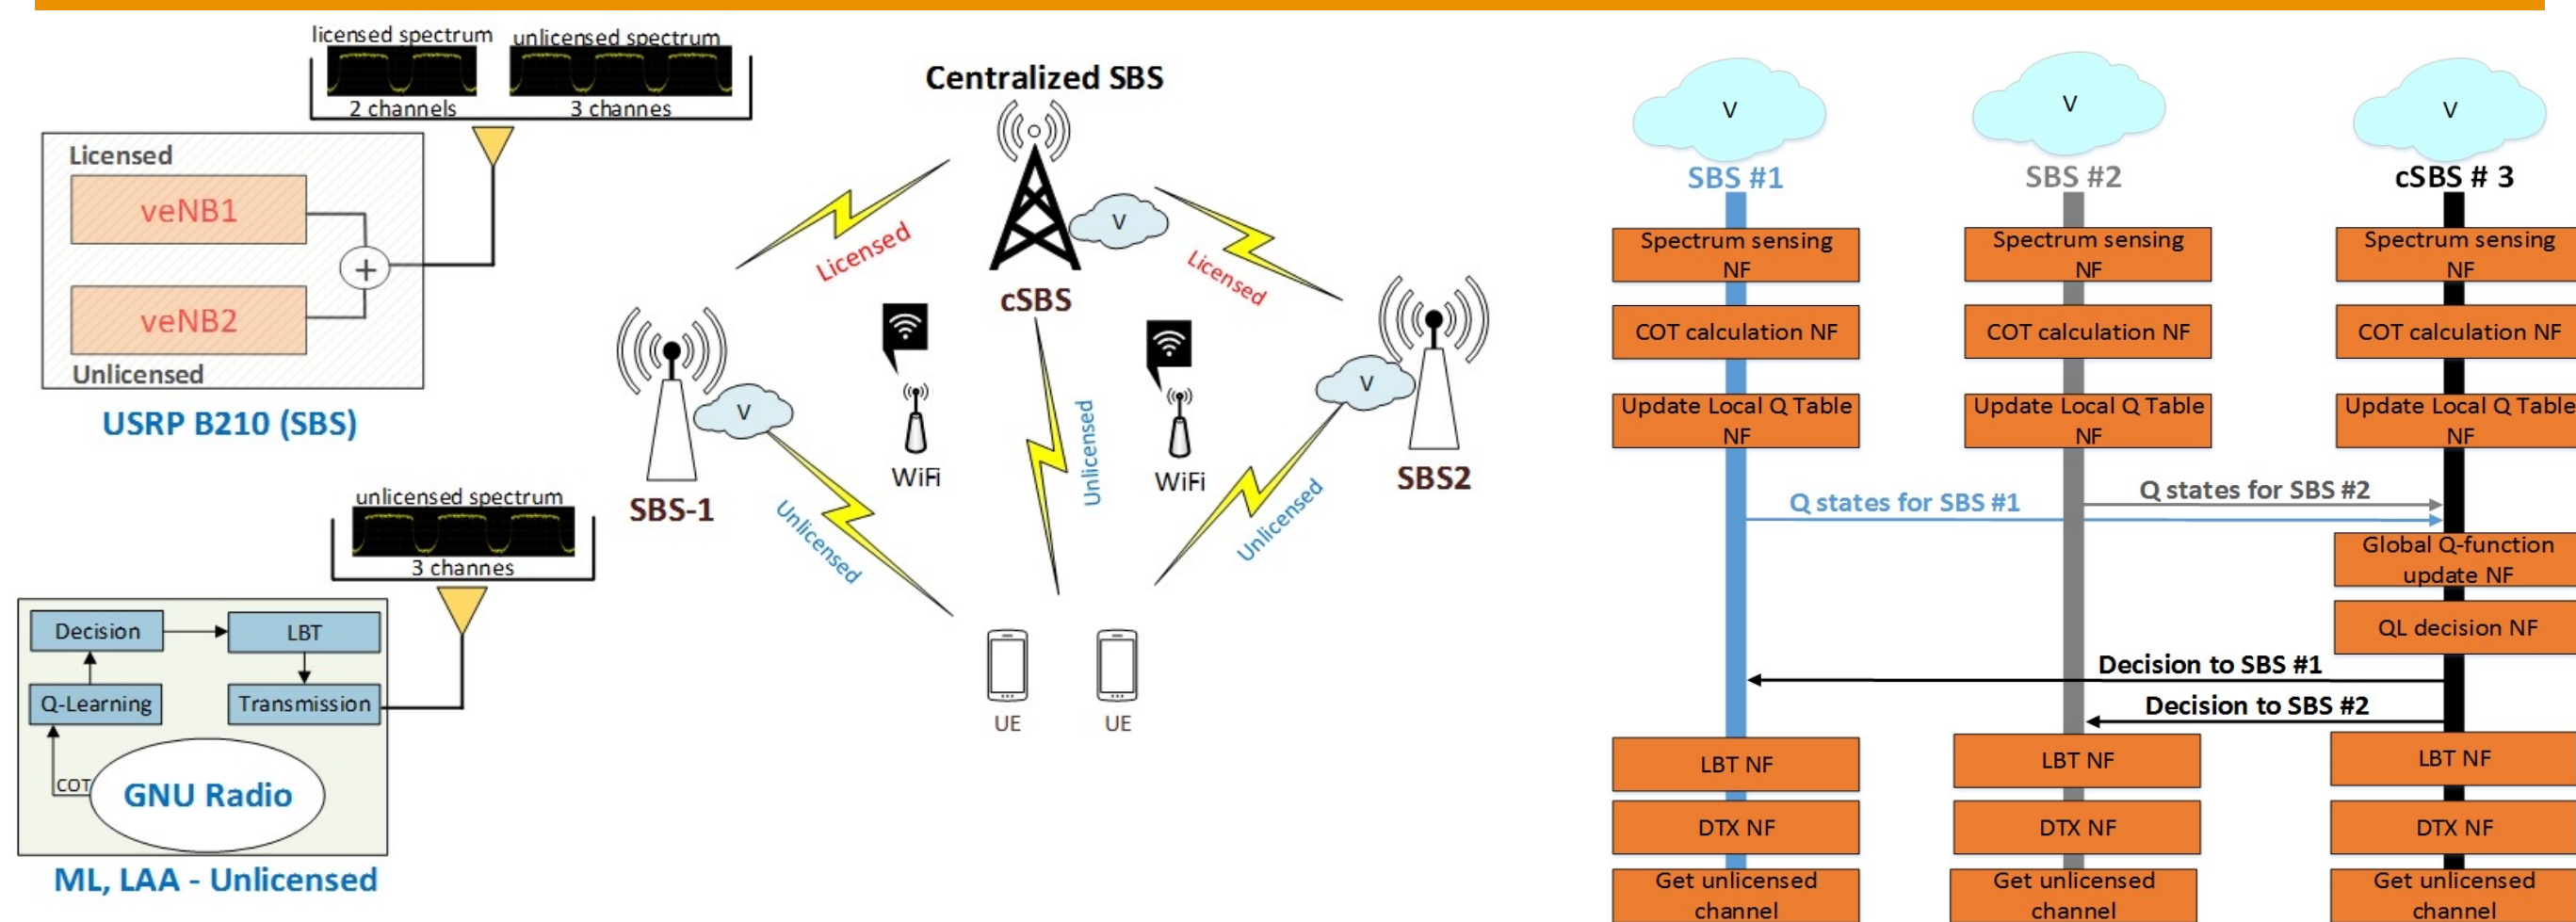 licensed spectrum
unlicensed spectrum
2 channels
3 channes
Licensed
veNB1
+
veNB2
Unlicensed
USRP B210 (SBS)
unlicensed spectrum
3 channes
Decision
LBT
Q-Learning
Transmission
COT
GNU Radio
ML, LAA - Unlicensed
Centralized SBS
V
Licensed
Licensed
cSBS
V
V
WiFi
WiFi
SBS-1
SBS2
Unlicensed
Unlicensed
Unlicensed
UE
UE
V
V
V
SBS #1
SBS #2
cSBS # 3
Spectrum sensing
NF
Spectrum sensing
NF
Spectrum sensing
NF
COT calculation NF
COT calculation NF
COT calculation NF
Update Local Q Table
NF
Update Local Q Table
NF
Update Local Q Table
NF
Q states for SBS #2
Q states for SBS #1
Global Q-function
update NF
QL decision NF
Decision to SBS #1
Decision to SBS #2
LBT NF
LBT NF
LBT NF
DTX NF
DTX NF
DTX NF
Get unlicensed
channel
Get unlicensed
channel
Get unlicensed
channel